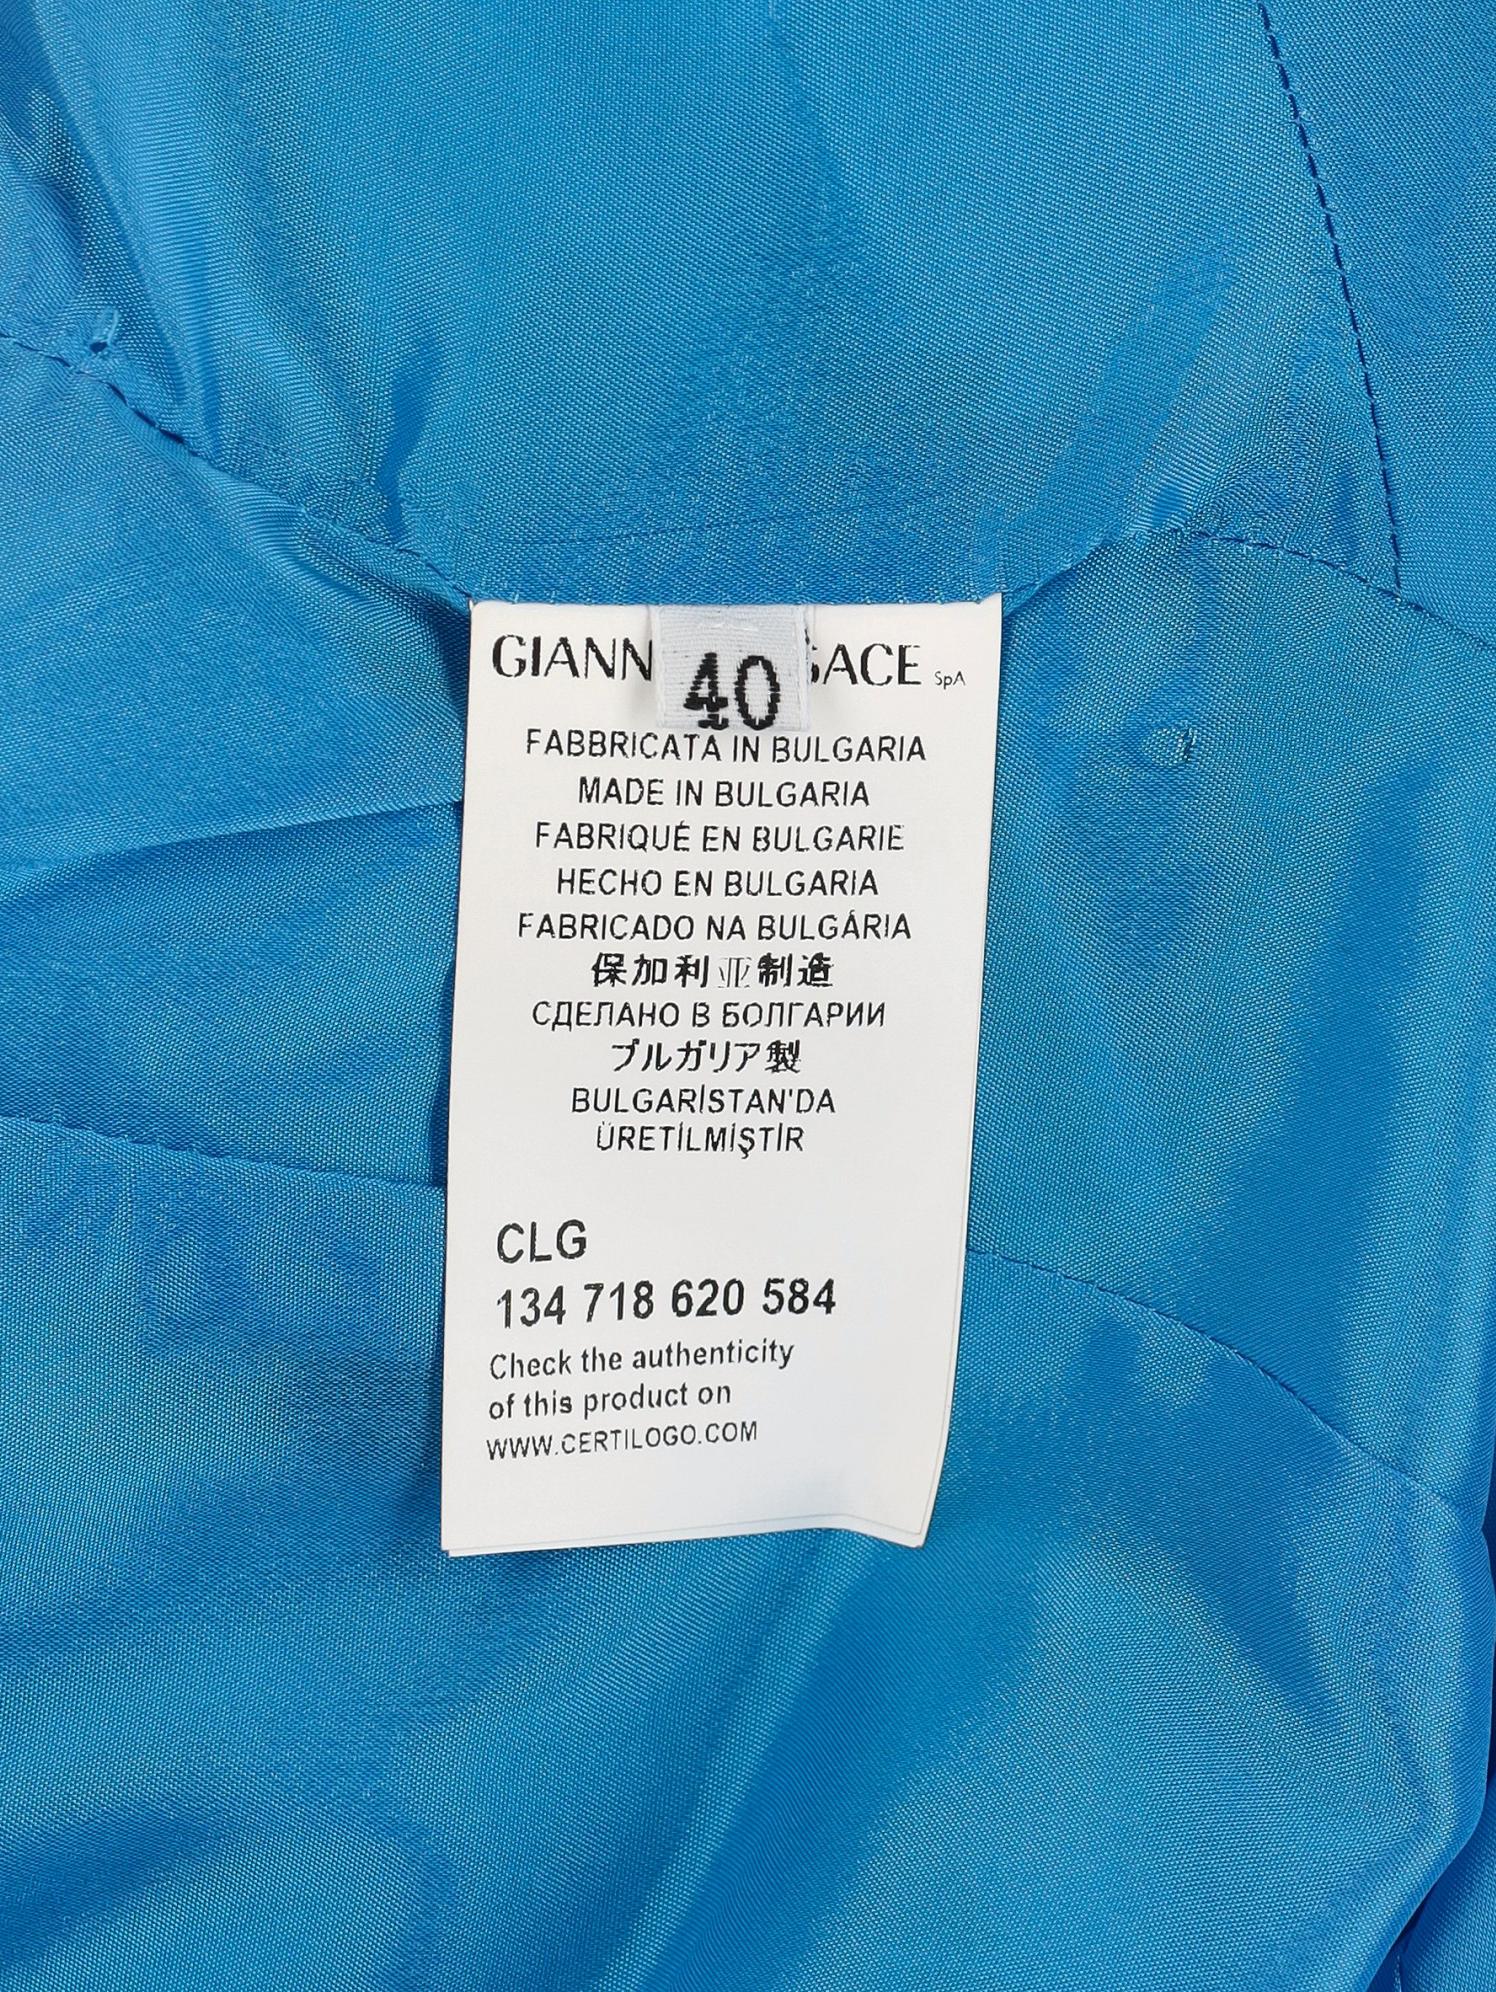 GIANN SACE SpA
40
FABBRICATA IN BULGARIA
MADE IN BULGARIA
FABRIQUÉ EN BULGARIE
HECHO EN BULGARIA
FABRICADO NA BULGÁRIA
保加利亚制造
СДЕЛАНО В БОЛГАРИИ
ブルガリア製
BULGARİSTAN'DA
ÜRETİLMİŞTİR
CLG
134 718 620 584
Check the authenticity
of this product on
WWW.CERTILOGO.COM